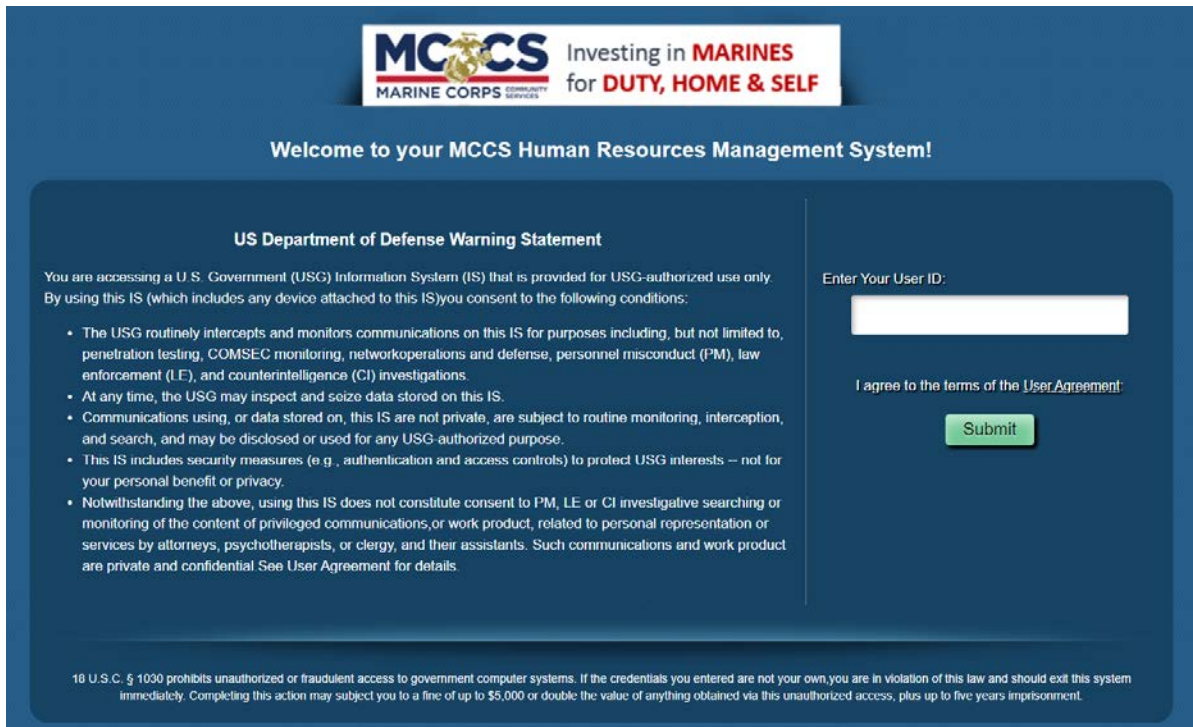 MCCS
MARINE CORPS COMMUNITY SERVICES
Investing in MARINES
for DUTY, HOME & SELF
Welcome to your MCCS Human Resources Management System!
US Department of Defense Warning Statement
You are accessing a U.S. Government (USG) Information System (IS) that is provided for USG-authorized use only.
By using this IS (which includes any device attached to this IS)you consent to the following conditions:
• The USG routinely intercepts and monitors communications on this IS for purposes including, but not limited to,
penetration testing, COMSEC monitoring, networkoperations and defense, personnel misconduct (PM), law
enforcement (LE), and counterintelligence (CI) investigations.
• At any time, the USG may inspect and seize data stored on this IS.
• Communications using, or data stored on, this IS are not private, are subject to routine monitoring, interception,
and search, and may be disclosed or used for any USG-authorized purpose.
• This IS includes security measures (e.g., authentication and access controls) to protect USG interests -- not for
your personal benefit or privacy.
• Notwithstanding the above, using this IS does not constitute consent to PM, LE or CI investigative searching or
monitoring of the content of privileged communications,or work product, related to personal representation or
services by attorneys, psychotherapists, or clergy, and their assistants. Such communications and work product
are private and confidential See User Agreement for details.
Enter Your User ID:
I agree to the terms of the User Agreement:
Submit
18 U.S.C. § 1030 prohibits unauthorized or fraudulent access to government computer systems. If the credentials you entered are not your own,you are in violation of this law and should exit this system
immediately. Completing this action may subject you to a fine of up to $5,000 or double the value of anything obtained via this unauthorized access, plus up to five years imprisonment.